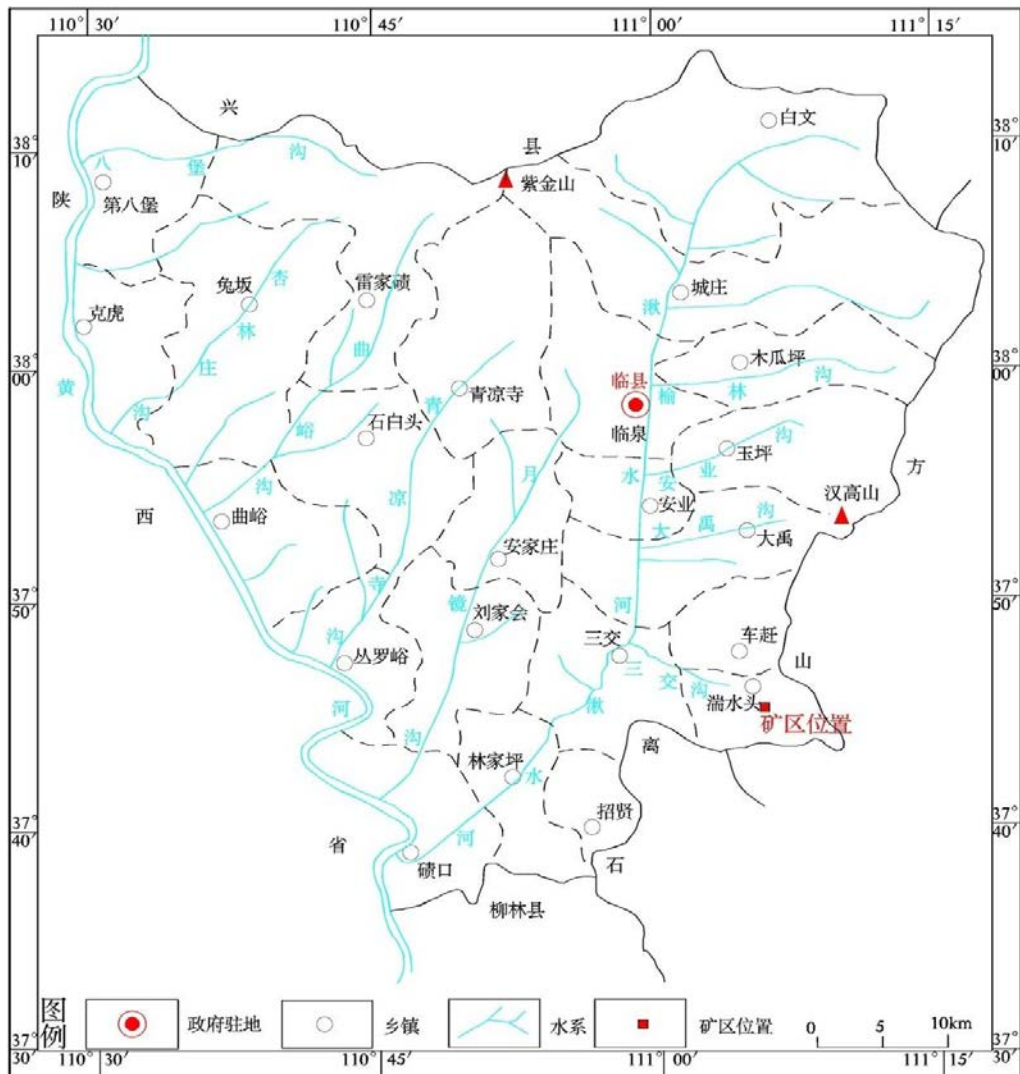 110° 30′
110° 45′
111° 00′
111° 15′
兴
白文
38° 10′
县
38° 10′
八堡沟
紫金山
陕
第八堡
兔坂
杏林庄沟
雷家碛
城庄
克虎
湫水河
38° 00′
木瓜坪
38° 00′
黄河
曲峪沟
临县
榆林沟
青凉寺
青凉寺沟
临泉
石白头
玉坪
安业沟
方
月镜沟
汉高山
西
曲峪
安业
大禹沟
大禹
安家庄
37° 50′
37° 50′
刘家会
三交
车赶
山
丛罗峪
三交沟
湍水头
矿区位置
湫水河
离
林家坪
招贤
37° 40′
37° 40′
省
碛口
石
柳林县
图例
政府驻地
乡镇
水系
矿区位置
0 5 10km
37° 30′
37° 30′
110° 30′
110° 45′
111° 00′
111° 15′